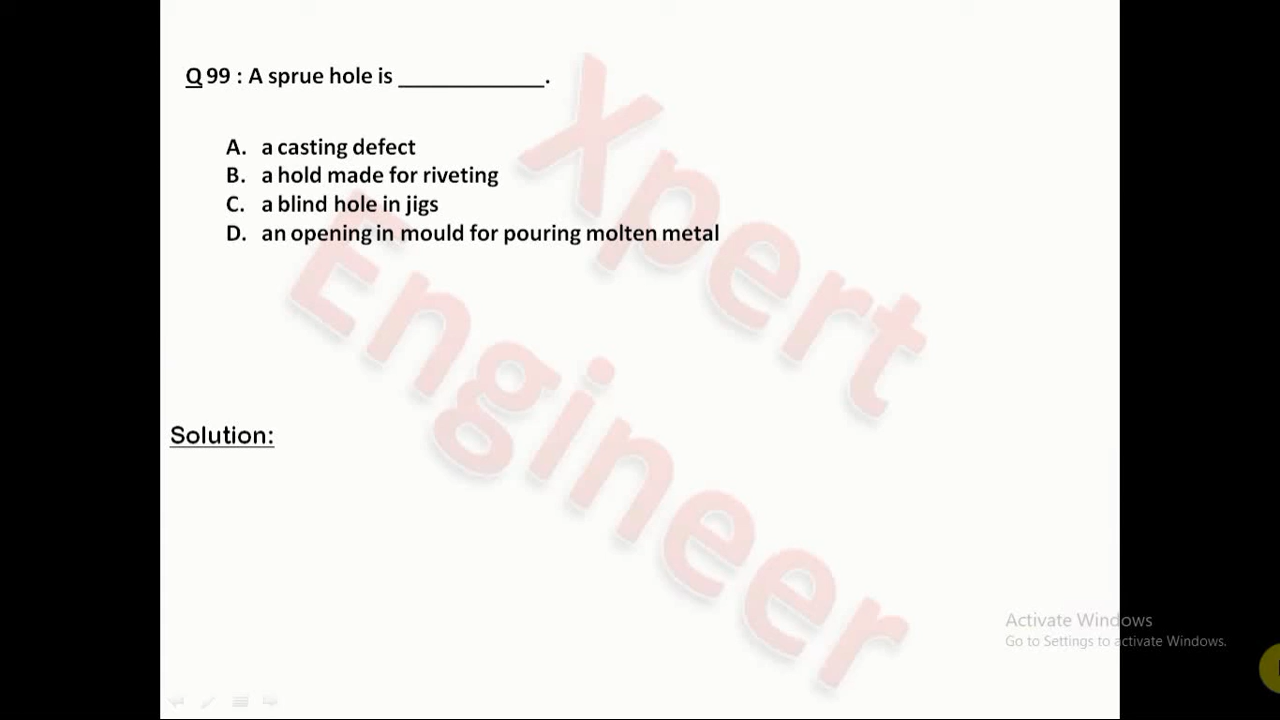 Q 99 : A sprue hole is ____________.
A. a casting defect
B. a hold made for riveting
C. a blind hole in jigs
D. an opening in mould for pouring molten metal
Solution:
Xpert
Engineer
Activate Windows
Go to Settings to activate Windows.